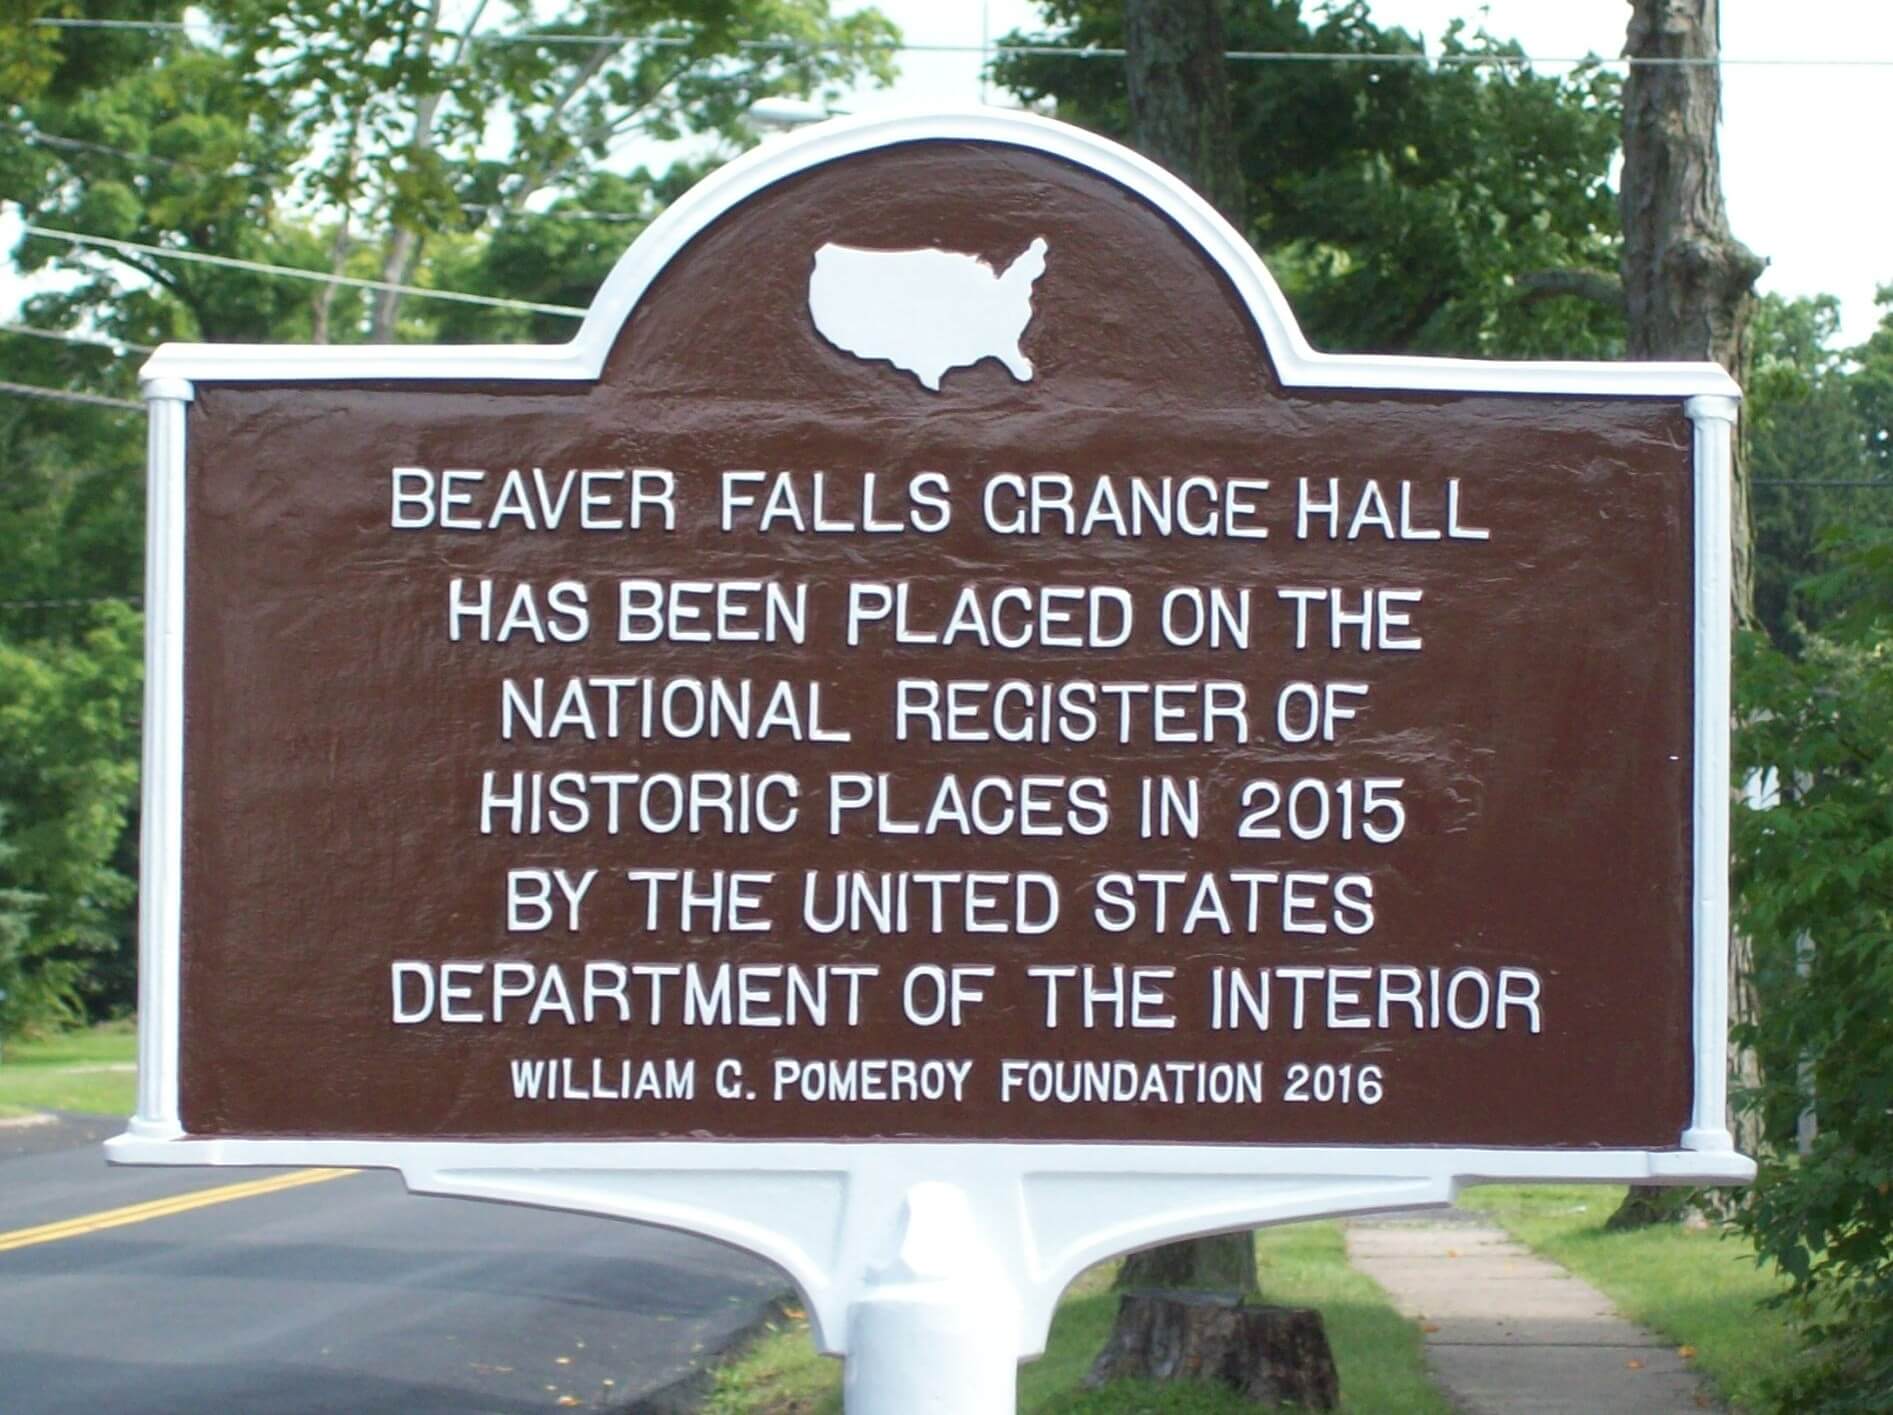 BEAVER FALLS GRANGE HALL
HAS BEEN PLACED ON THE
NATIONAL REGISTER OF
HISTORIC PLACES IN 2015
BY THE UNITED STATES
DEPARTMENT OF THE INTERIOR
WILLIAM G. POMEROY FOUNDATION 2016